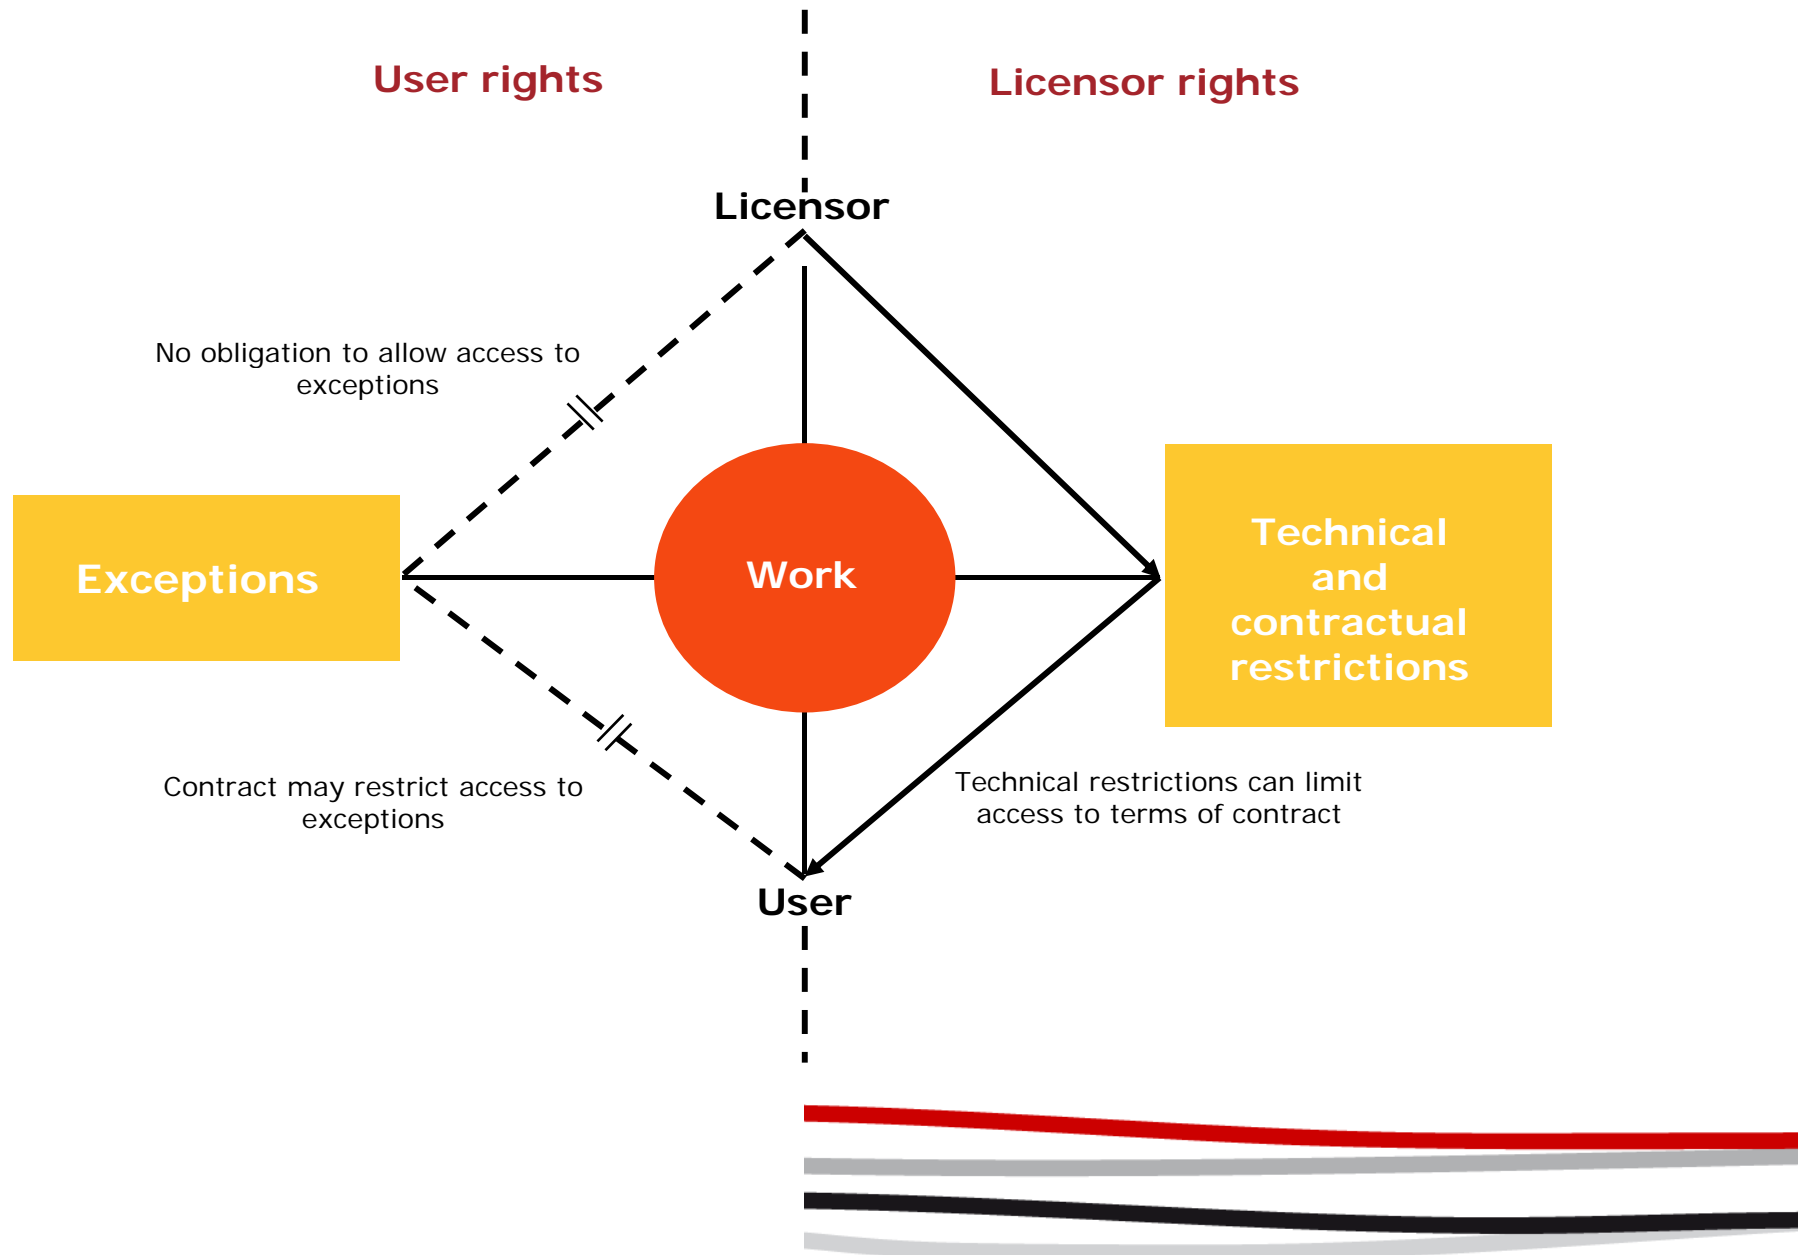 User rights
Licensor rights
Licensor
No obligation to allow access to
exceptions
Exceptions
Work
Technical
and
contractual
restrictions
Contract may restrict access to
exceptions
Technical restrictions can limit
access to terms of contract
User